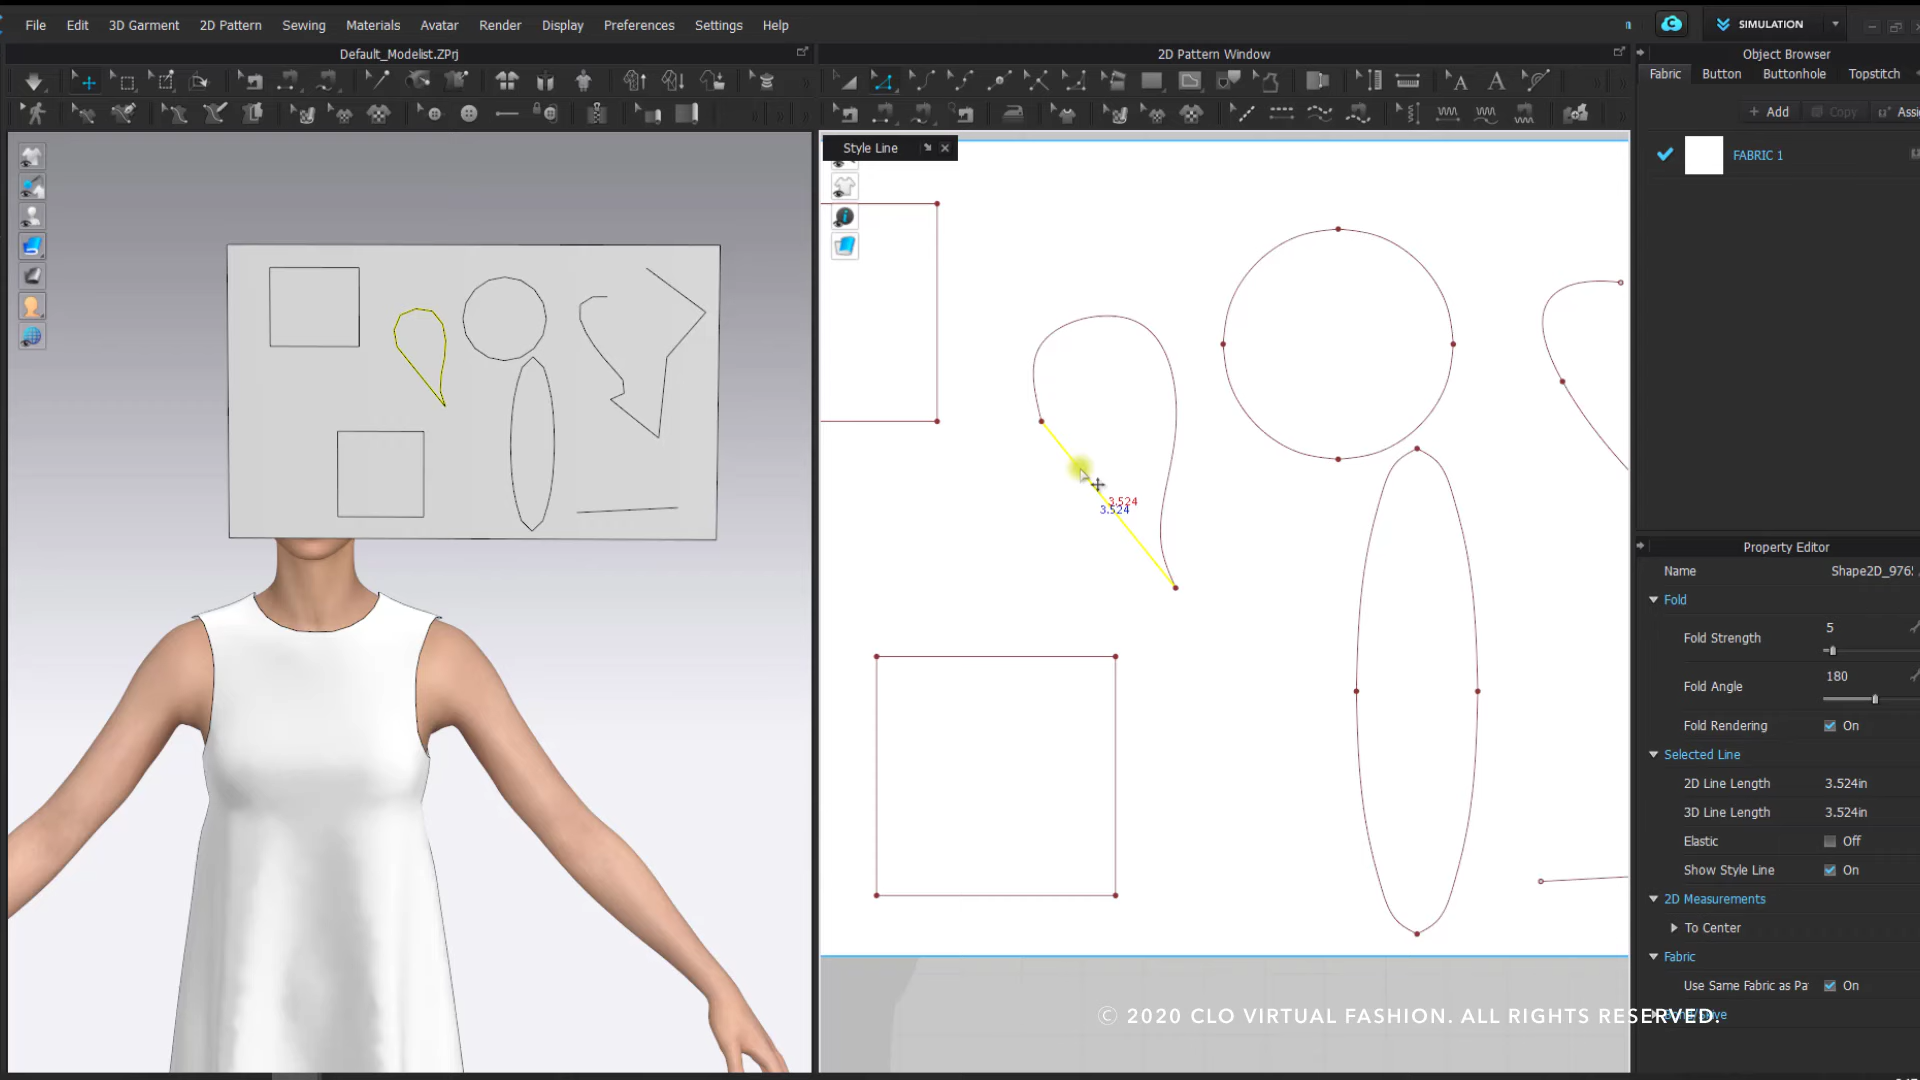 File Edit 3D Garment 2D Pattern Sewing Materials Avatar Render Display Preferences Settings Help
SIMULATION
Default_Modelist.ZPrj
2D Pattern Window
Object Browser
Fabric Button Buttonhole Topstitch
+ Add Copy Assi
Style Line
FABRIC 1
3.524
3.524
Property Editor
Name Shape2D_976
Fold
Fold Strength 5
Fold Angle 180
Fold Rendering On
Selected Line
2D Line Length 3.524in
3D Line Length 3.524in
Elastic Off
Show Style Line On
2D Measurements
To Center
Fabric
Use Same Fabric as Pa On
© 2020 CLO VIRTUAL FASHION. ALL RIGHTS RESERVED.